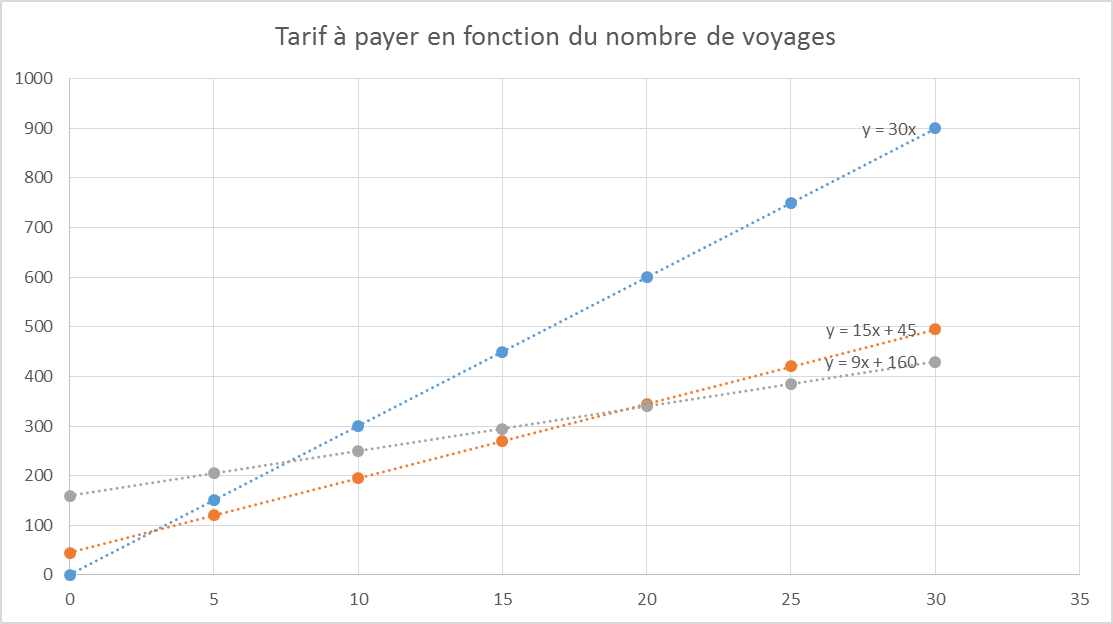 Tarif à payer en fonction du nombre de voyages
1000
900
y = 30x
800
700
600
500
y = 15x + 45
400
y = 9x + 160
300
200
100
0
0 5 10 15 20 25 30 35